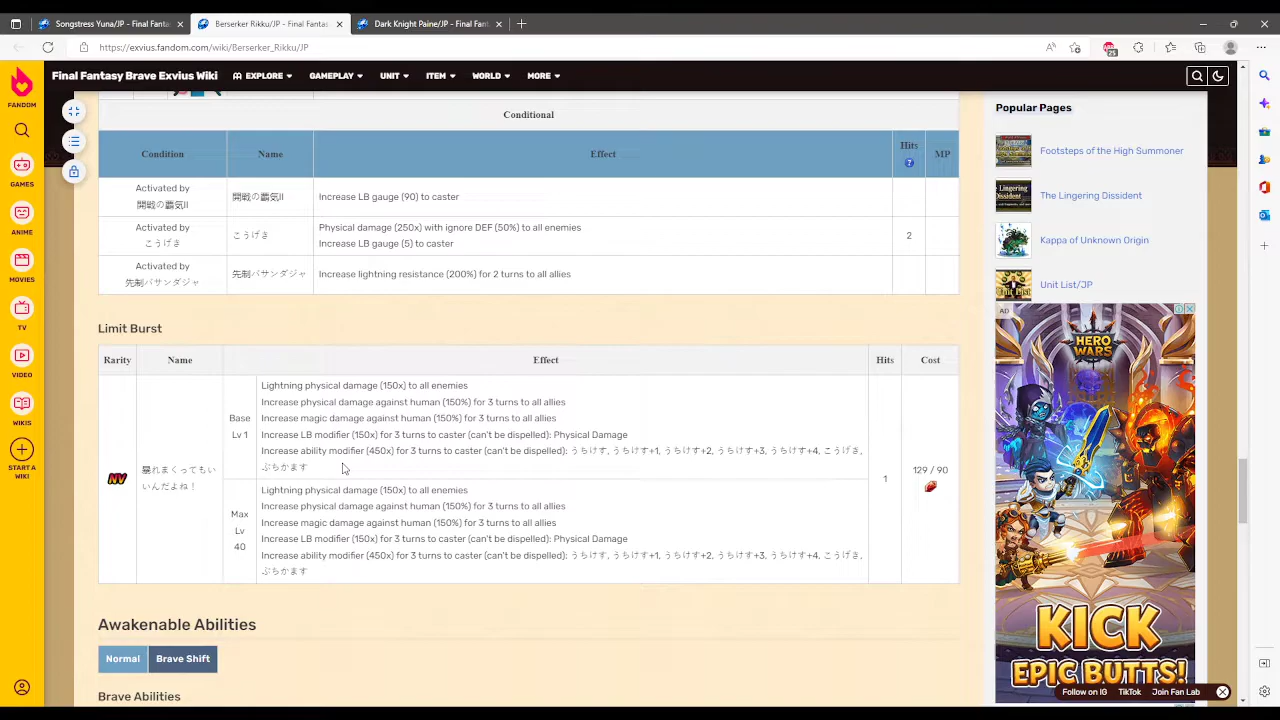 Songstress Yuna/JP - Final Fantas
Berserker Rikku/JP - Final Fantas
Dark Knight Paine/JP - Final Fant
https://exvius.fandom.com/wiki/Berserker_Rikku/JP
25
Final Fantasy Brave Exvius Wiki
EXPLORE
GAMEPLAY
UNIT
ITEM
WORLD
MORE
FANDOM
GAMES
ANIME
MOVIES
TV
VIDEO
WIKIS
START A
WIKI
Conditional
Condition
Name
Effect
Hits
MP
Activated by
開戦の覇気II
開戦の覇気II
Increase LB gauge (90) to caster
Activated by
こうげき
こうげき
Physical damage (250x) with ignore DEF (50%) to all enemies
Increase LB gauge (5) to caster
2
Activated by
先制バサンダジャ
先制バサンダジャ
Increase lightning resistance (200%) for 2 turns to all allies
Limit Burst
Rarity
Name
Effect
Hits
Cost
NV
暴れまくってもい
いんだよね！
Base
Lv 1
Lightning physical damage (150x) to all enemies
Increase physical damage against human (150%) for 3 turns to all allies
Increase magic damage against human (150%) for 3 turns to all allies
Increase LB modifier (150x) for 3 turns to caster (can't be dispelled): Physical Damage
Increase ability modifier (450x) for 3 turns to caster (can't be dispelled): うちけす, うちけす+1, うちけす+2, うちけす+3, うちけす+4, こうげき,
ぶちかます
Max
Lv
40
Lightning physical damage (150x) to all enemies
Increase physical damage against human (150%) for 3 turns to all allies
Increase magic damage against human (150%) for 3 turns to all allies
Increase LB modifier (150x) for 3 turns to caster (can't be dispelled): Physical Damage
Increase ability modifier (450x) for 3 turns to caster (can't be dispelled): うちけす, うちけす+1, うちけす+2, うちけす+3, うちけす+4, こうげき,
ぶちかます
1
129 / 90
Awakenable Abilities
Normal
Brave Shift
Brave Abilities
Popular Pages
Footsteps of the High Summoner
The Lingering Dissident
Kappa of Unknown Origin
Unit List/JP
AD
HERO
WARS
KICK
EPIC BUTTS!
Follow on IG
TikTok
Join Fan Lab